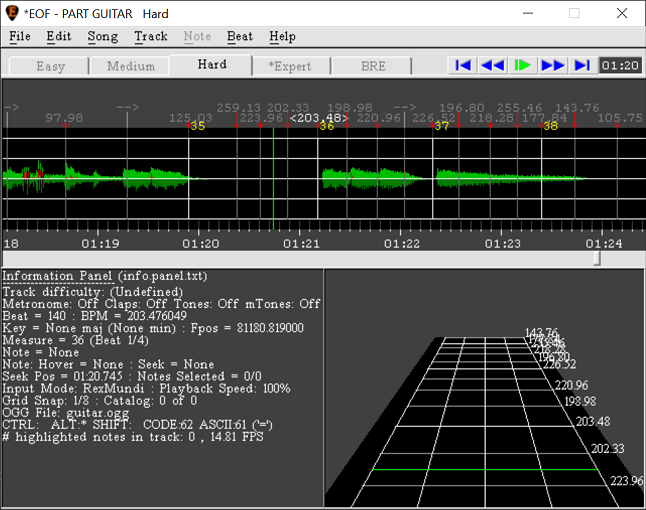 *EOF - PART GUITAR   Hard
File Edit Song Track Note Beat Help
Easy Medium Hard *Expert BRE 01:20
--> --> 259.13 202.33 198.98 --> 196.80 255.46 143.76
97.98 125.03 223.96 <203.48> 220.96 226.52 218.28 177.84 105.75
35 36 37 38
18 01:19 01:20 01:21 01:22 01:23 01:24
Information Panel (info.panel.txt)
----------------------------
Track difficulty: (Undefined)
Metronome: Off Claps: Off Tones: Off mTones: Off
Beat = 140 : BPM = 203.476049
Key = None maj (None min) : Fpos = 81180.819000
Measure = 36 (Beat 1/4)
Note = None
Note: Hover = None : Seek = None
Seek Pos = 01:20.745 : Notes Selected = 0/0
Input Mode: RexMundi : Playback Speed: 100%
Grid Snap: 1/8 : Catalog: 0 of 0
OGG File: guitar.ogg
CTRL:  ALT:* SHIFT:  CODE:62 ASCII:61 ('=')
# highlighted notes in track: 0 , 14.81 FPS
143.76
196.80
226.52
220.96
198.98
203.48
202.33
223.96